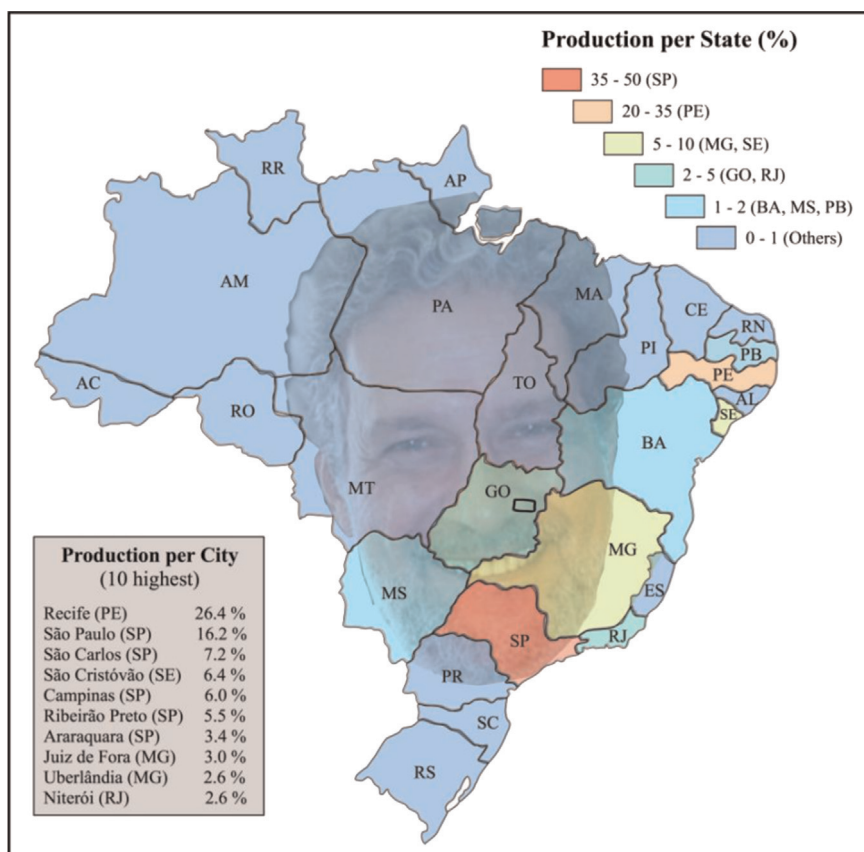 Production per State (%)
35 - 50 (SP)
20 - 35 (PE)
5 - 10 (MG, SE)
2 - 5 (GO, RJ)
1 - 2 (BA, MS, PB)
0 - 1 (Others)
RR
AP
AM
PA
MA
CE
RN
PI
PB
PE
AC
TO
AL
RO
SE
BA
MT
GO
MG
MS
ES
SP
RJ
PR
SC
RS
Production per City
(10 highest)
Recife (PE) 26.4 %
São Paulo (SP) 16.2 %
São Carlos (SP) 7.2 %
São Cristóvão (SE) 6.4 %
Campinas (SP) 6.0 %
Ribeirão Preto (SP) 5.5 %
Araraquara (SP) 3.4 %
Juiz de Fora (MG) 3.0 %
Uberlândia (MG) 2.6 %
Niterói (RJ) 2.6 %